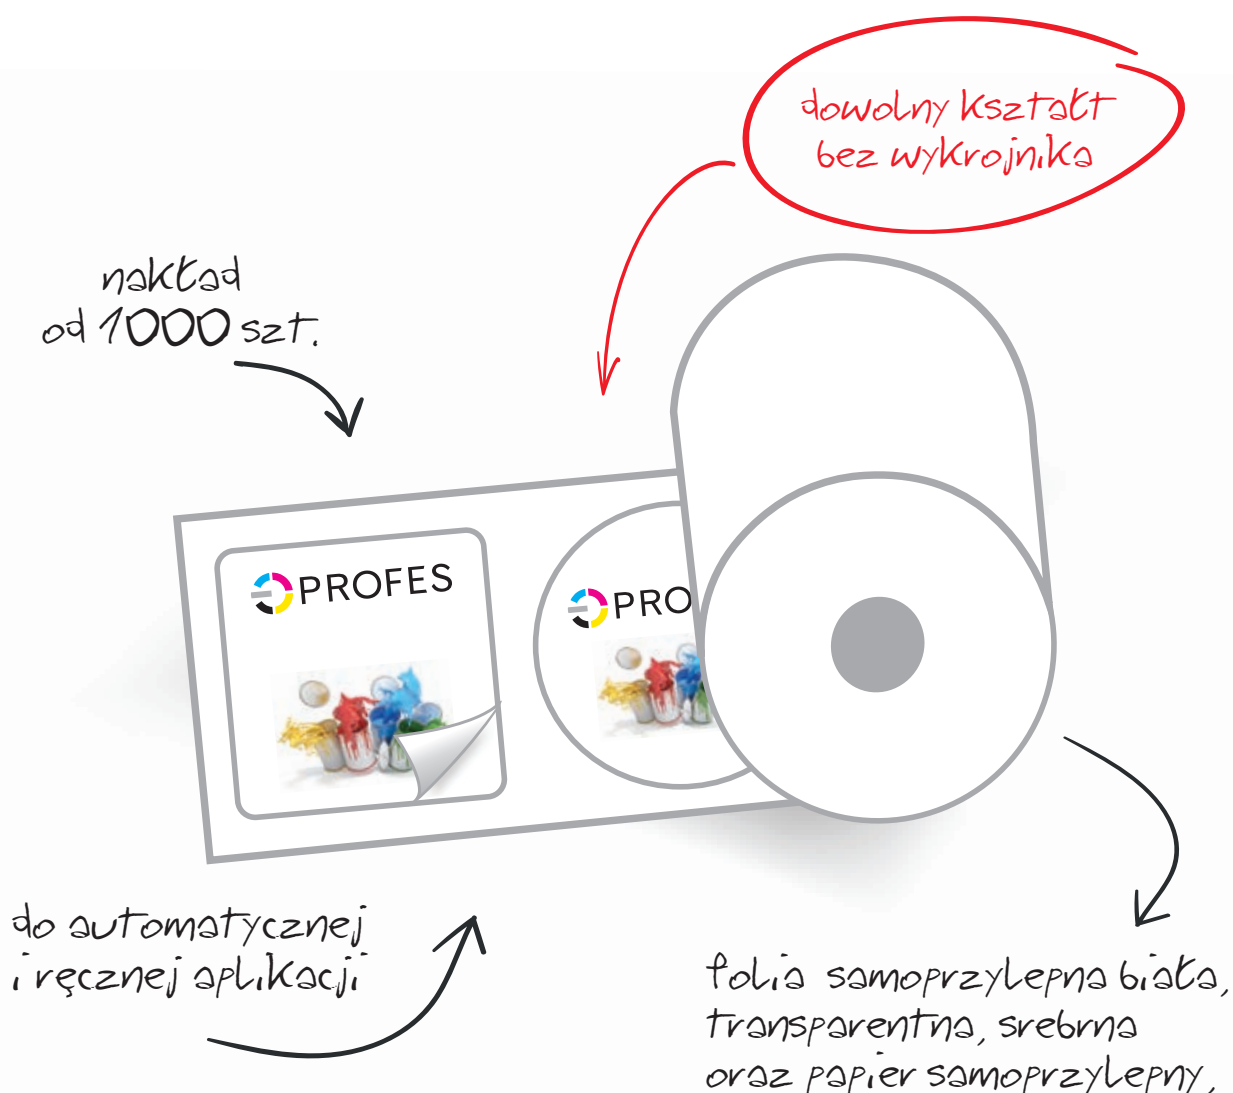 dowolny kształt
bez wykrojnika
nakład
od 1000 szt.
PROFES
PRO
do automatycznej
i ręcznej aplikacji
folia samoprzylepna biała,
transparentna, srebrna
oraz papier samoprzylepny,